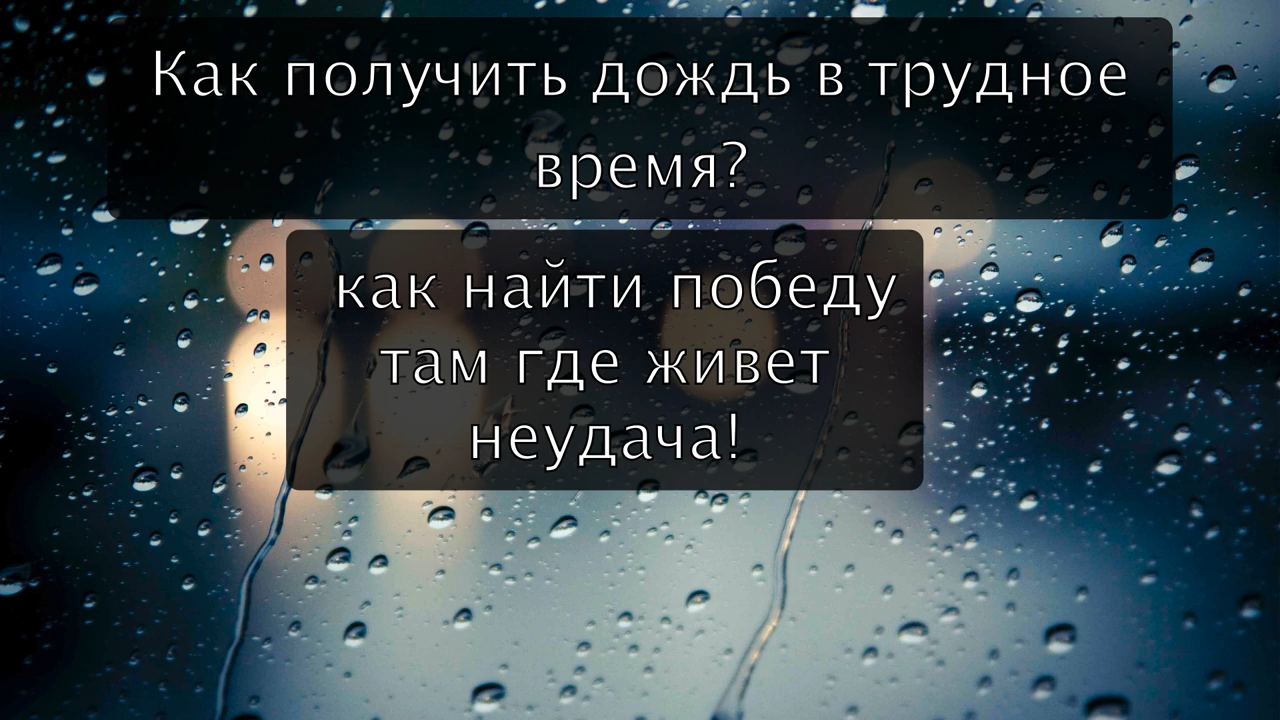 Как получить дождь в трудное
время?
как найти победу
там где живет
неудача!